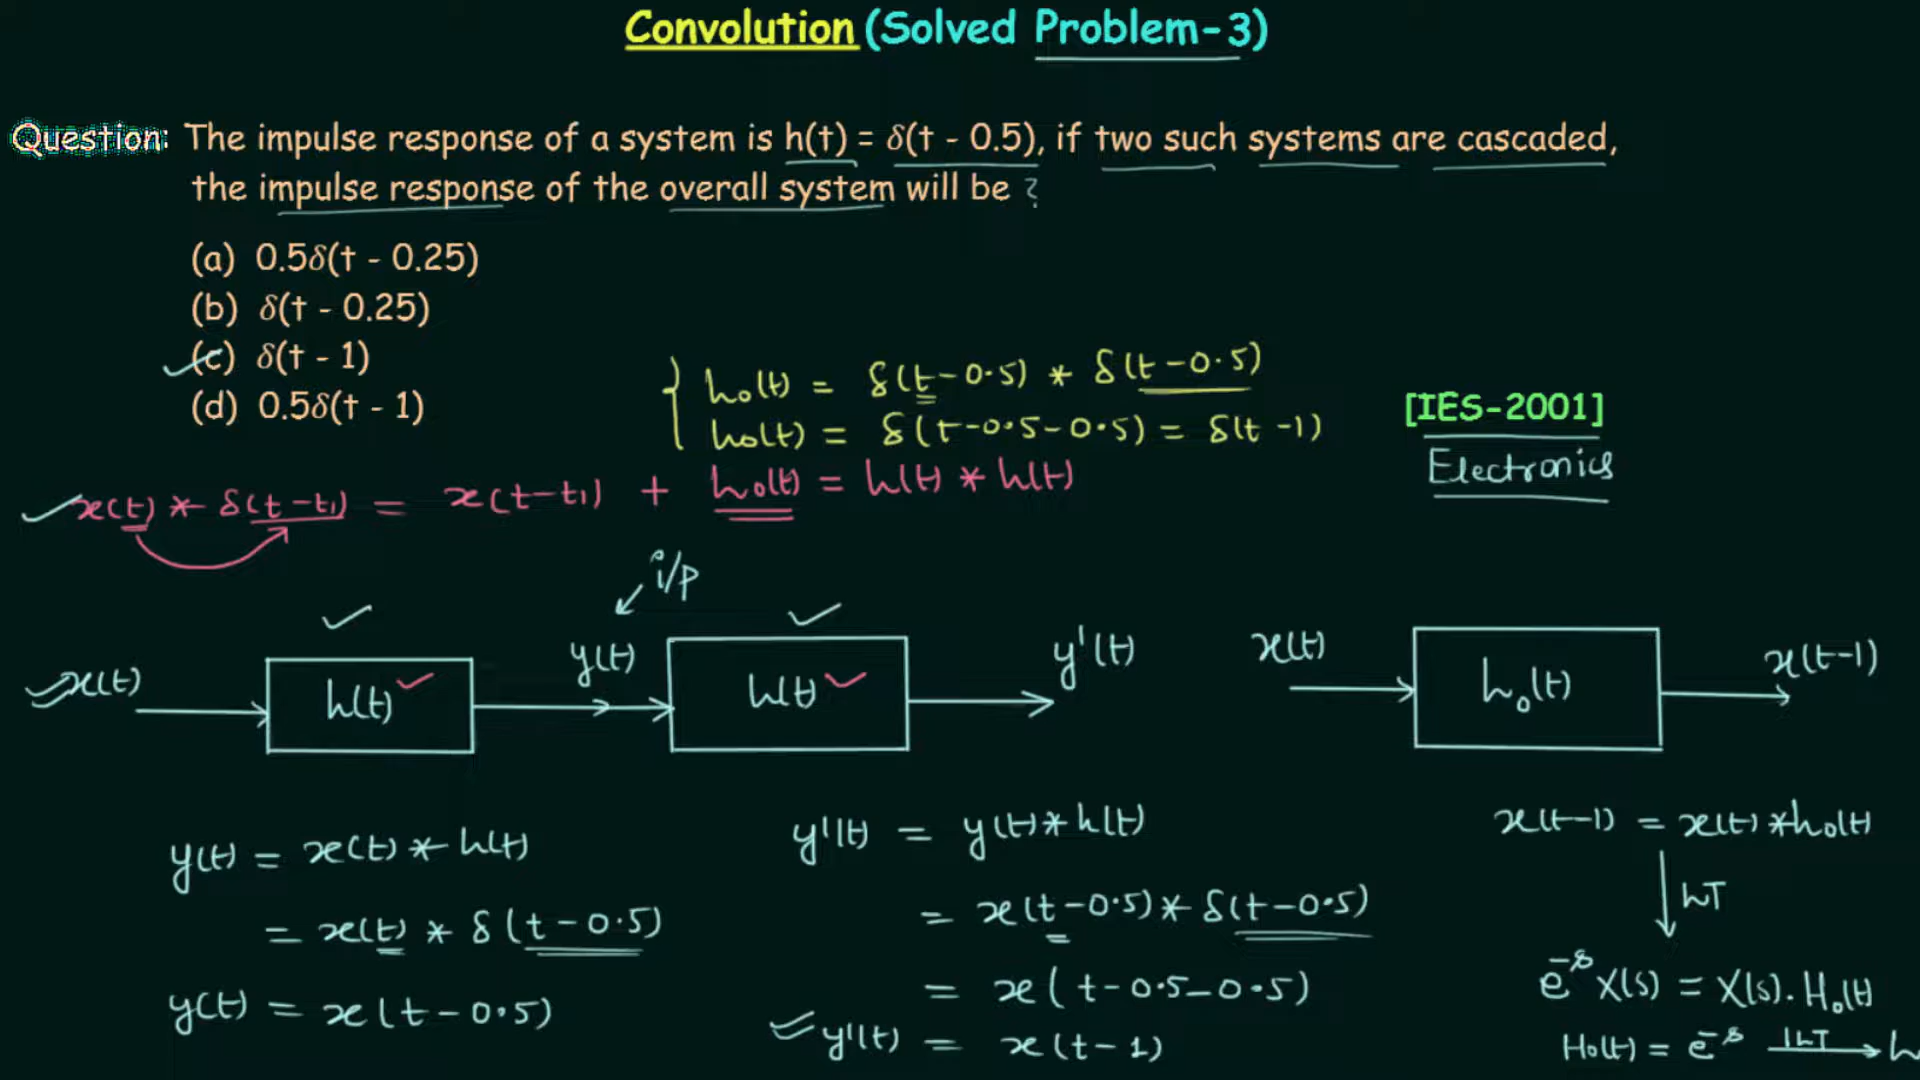 Convolution (Solved Problem-3)
Question: The impulse response of a system is h(t) = δ(t - 0.5), if two such systems are cascaded,
the impulse response of the overall system will be ?
(a) 0.5δ(t - 0.25)
(b) δ(t - 0.25)
(c) δ(t - 1)
(d) 0.5δ(t - 1)
h₀(t) = δ(t-0.5) * δ(t-0.5)
h₀(t) = δ(t-0.5-0.5) = δ(t-1)
[IES-2001]
Electronics
x(t) * δ(t-t₁) = x(t-t₁) + h₀(t) = h(t) * h(t)
i/p
x(t) h(t) y(t) h(t) y'(t)
x(t) h₀(t) x(t-1)
y(t) = x(t) * h(t)
= x(t) * δ(t-0.5)
y(t) = x(t-0.5)
y'(t) = y(t) * h(t)
= x(t-0.5) * δ(t-0.5)
= x(t-0.5-0.5)
y'(t) = x(t-1)
x(t-1) = x(t) * h₀(t)
LT
e⁻ˢ X(s) = X(s). H₀(t)
H₀(t) = e⁻ˢ ILT h